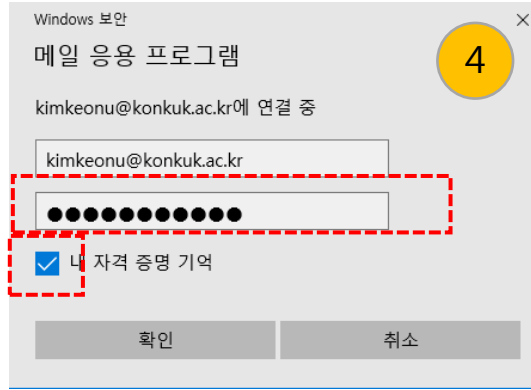 Windows 보안
메일 응용 프로그램
4
kimkeonu@konkuk.ac.kr에 연결 중
kimkeonu@konkuk.ac.kr
●●●●●●●●●●●
내 자격 증명 기억
확인
취소